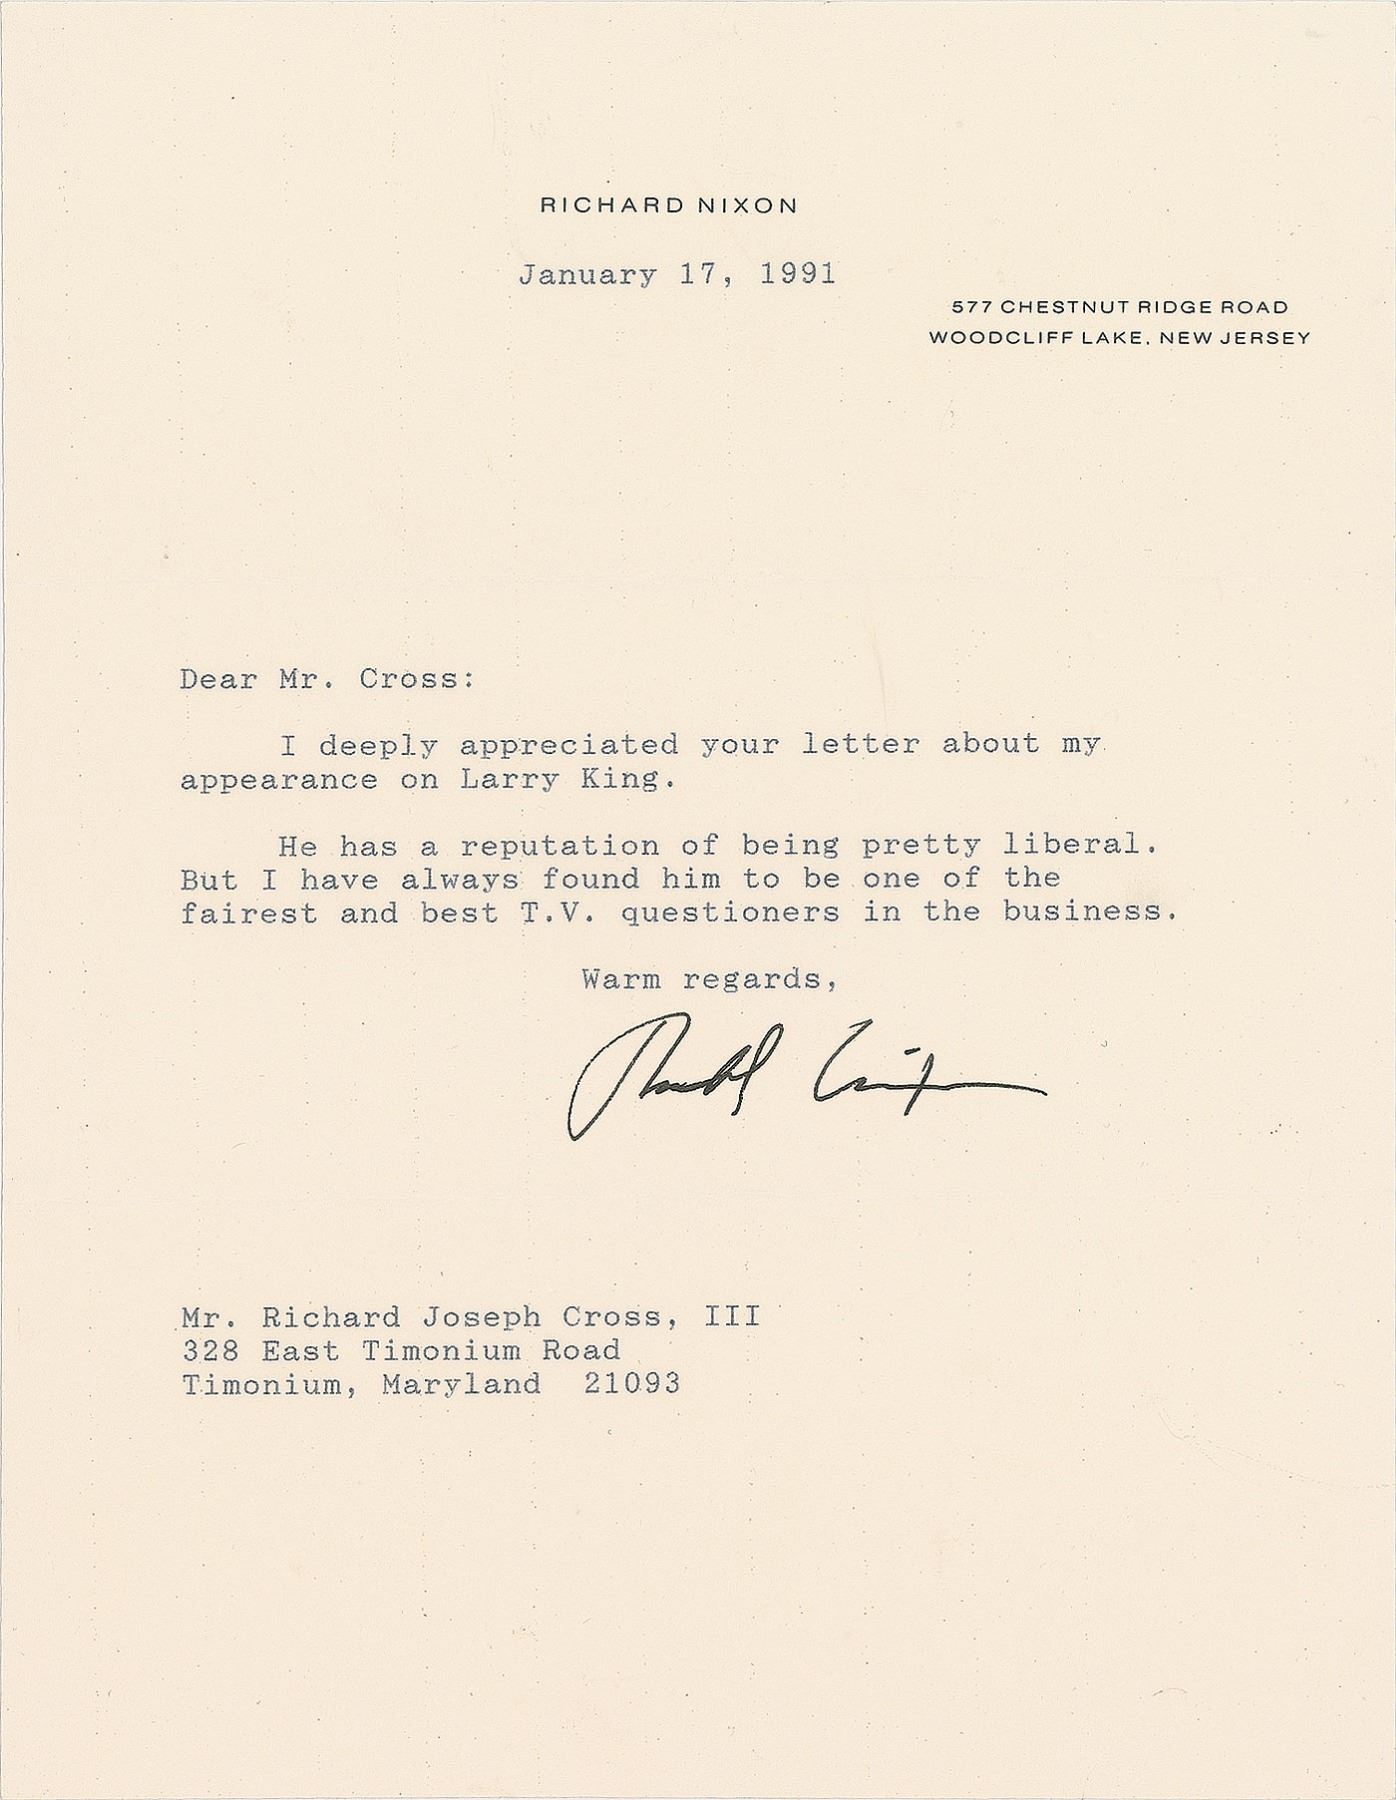 RICHARD NIXON
January 17, 1991
577 CHESTNUT RIDGE ROAD
WOODCLIFF LAKE, NEW JERSEY
Dear Mr. Cross:
I deeply appreciated your letter about my
appearance on Larry King.
He has a reputation of being pretty liberal.
But I have always found him to be one of the
fairest and best T.V. questioners in the business.
Warm regards,
Richard Nixon
Mr. Richard Joseph Cross, III
328 East Timonium Road
Timonium, Maryland  21093